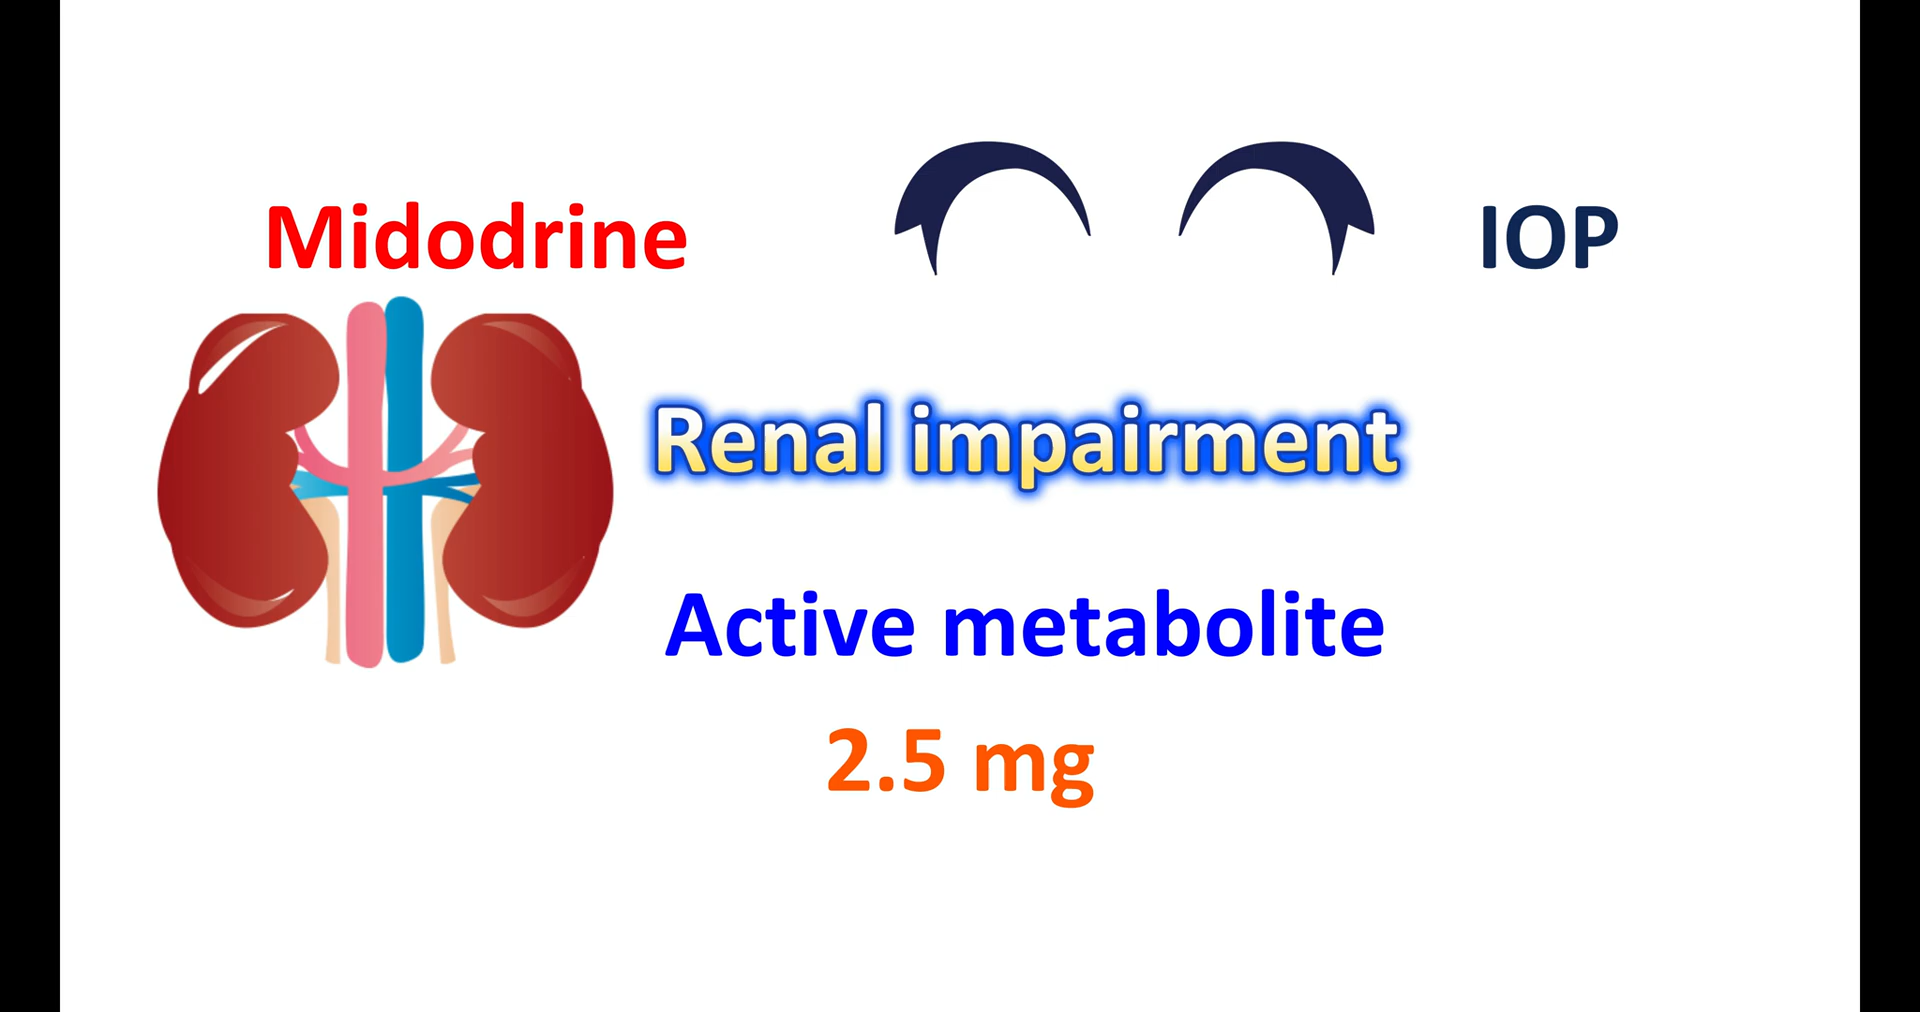 Midodrine
IOP
Renal impairment
Active metabolite
2.5 mg